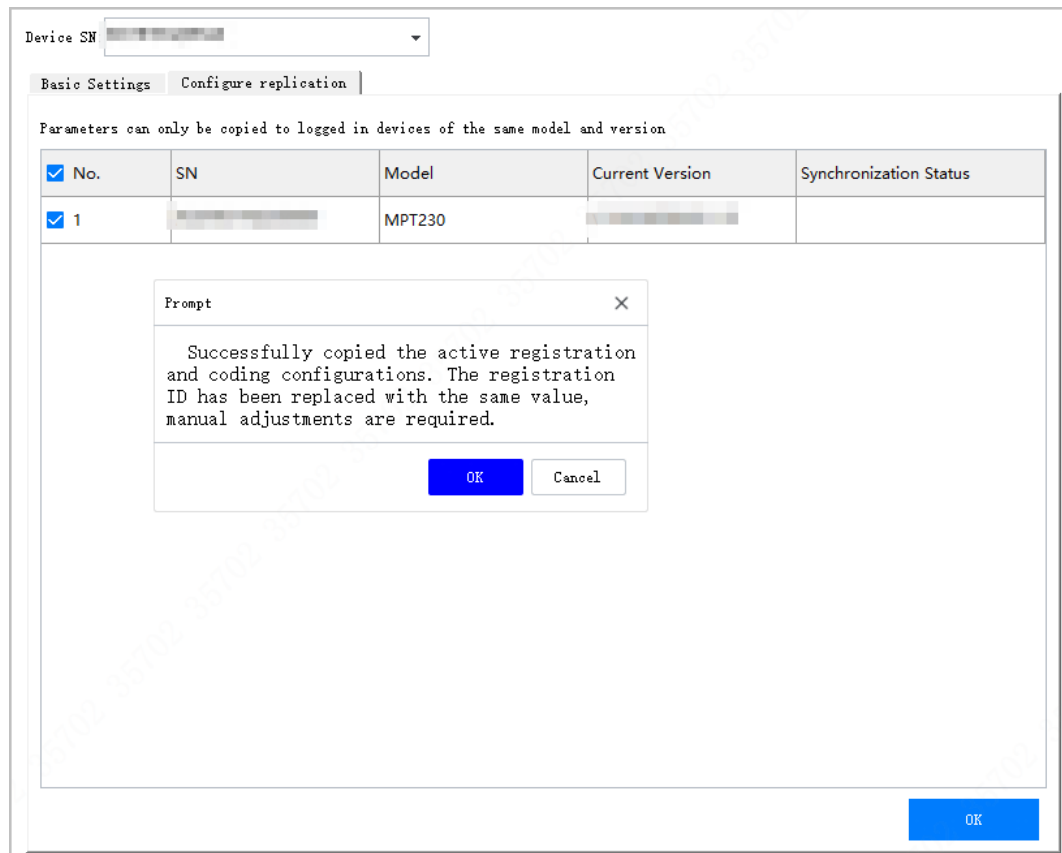 Device SN
Basic Settings Configure replication
Parameters can only be copied to logged in devices of the same model and version
No. SN Model Current Version Synchronization Status
1 MPT230
Prompt
Successfully copied the active registration
and coding configurations. The registration
ID has been replaced with the same value,
manual adjustments are required.
OK Cancel
OK